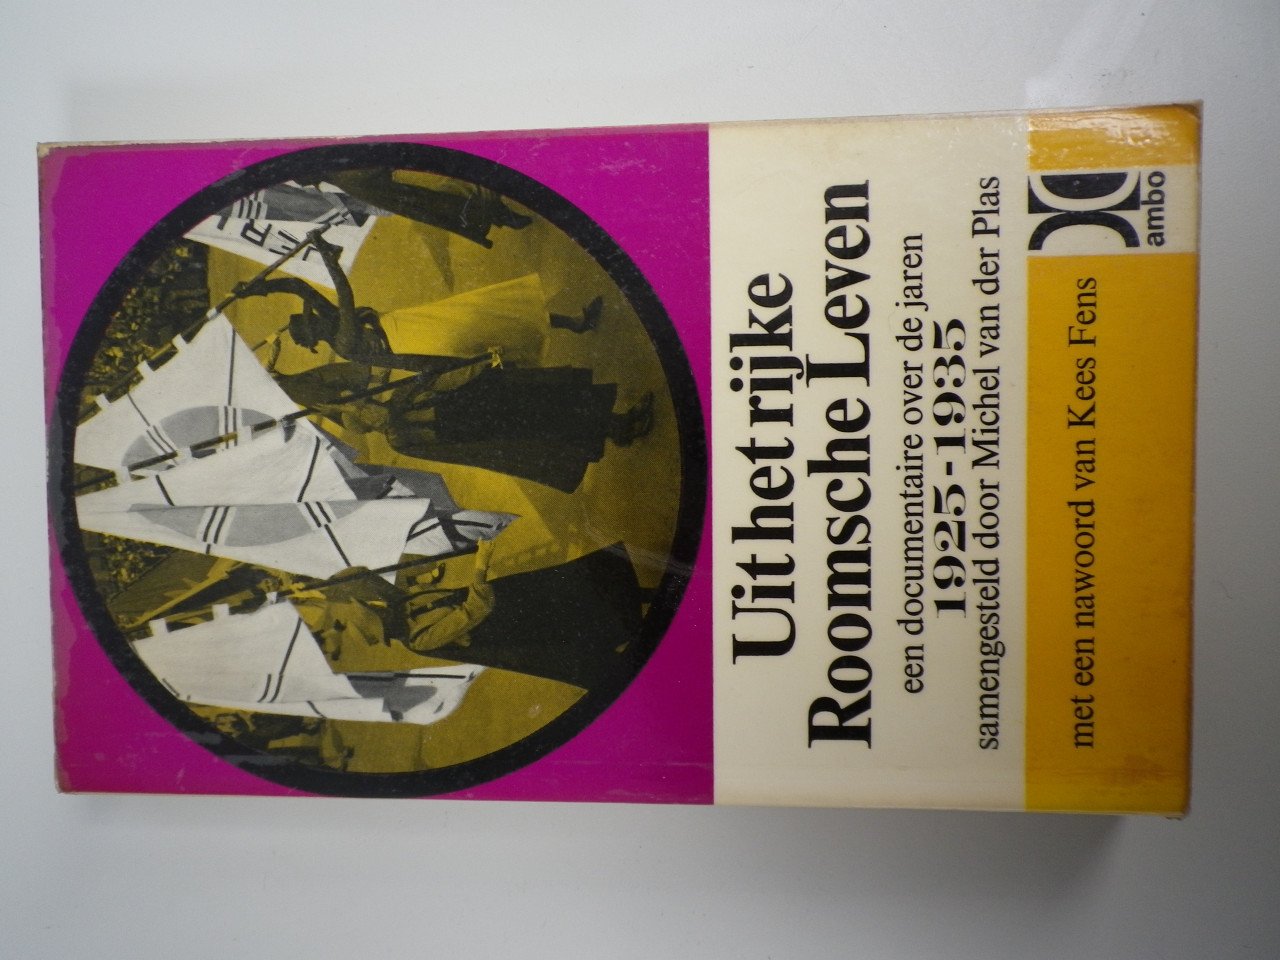 Uit het rijke
Roomsche Leven
een documentaire over de jaren
1925-1935
samengesteld door Michel van der Plas
met een nawoord van Kees Fens
ambo